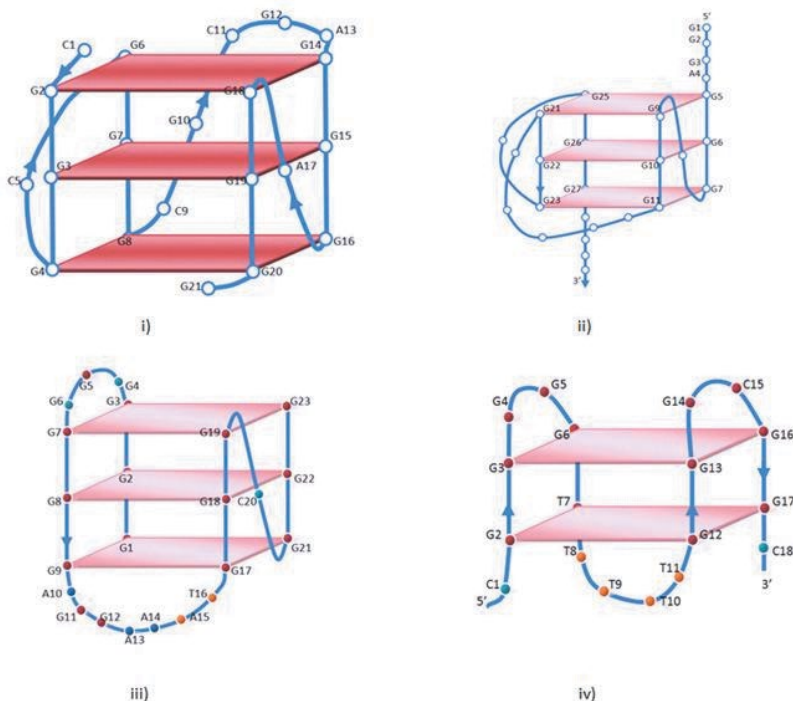 G12
C11
A13
C1
G6
G14
G2
G18
G10
G7
G15
G3
A17
G19
C5
C9
G8
G16
G4
G20
G21
i)
5'
G1
G2
G3
A4
G25
G5
G21
G9
G26
G6
G22
G10
G27
G7
G23
G11
3'
ii)
G5
G4
G6
G3
G23
G7
G19
G2
G22
G8
G18
C20
G1
G21
G9
G17
A10
T16
G11
G12
A14
A15
A13
iii)
G5
C15
G4
G14
G6
G16
G3
G13
T7
G17
G2
G12
T8
T11
C18
C1
T9
T10
5'
3'
iv)